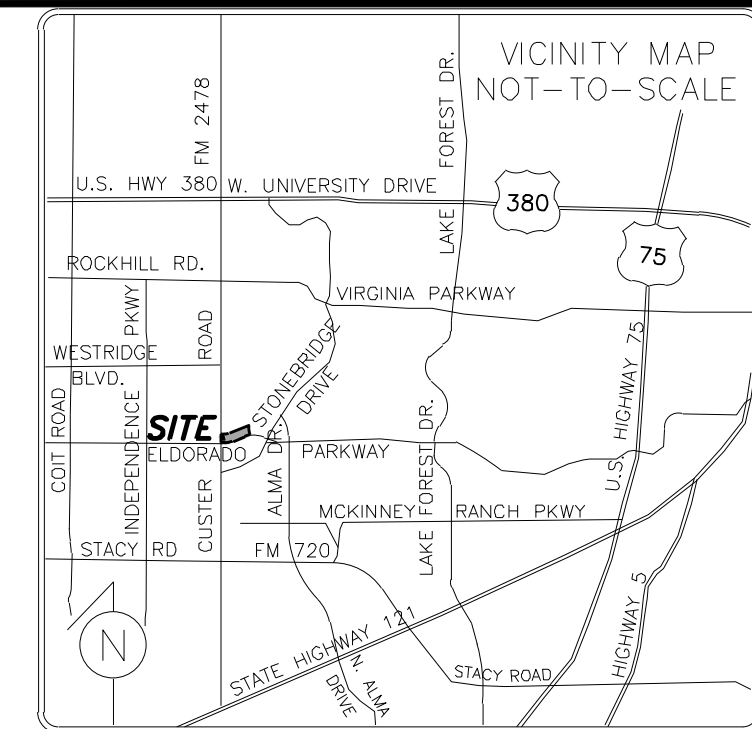 VICINITY MAP
NOT-TO-SCALE
FM 2478
LAKE FOREST DR.
U.S. HWY 380
W. UNIVERSITY DRIVE
380
75
ROCKHILL RD.
VIRGINIA PARKWAY
INDEPENDENCE PKWY
CUSTER ROAD
WESTRIDGE
BLVD.
STONEBRIDGE
DRIVE
U.S. HIGHWAY 75
COIT ROAD
SITE
ELDORADO
PARKWAY
ALMA DR.
LAKE FOREST DR.
MCKINNEY RANCH PKWY
STACY RD
FM 720
HIGHWAY 5
N
STATE HIGHWAY 121
N. ALMA
DRIVE
STACY ROAD